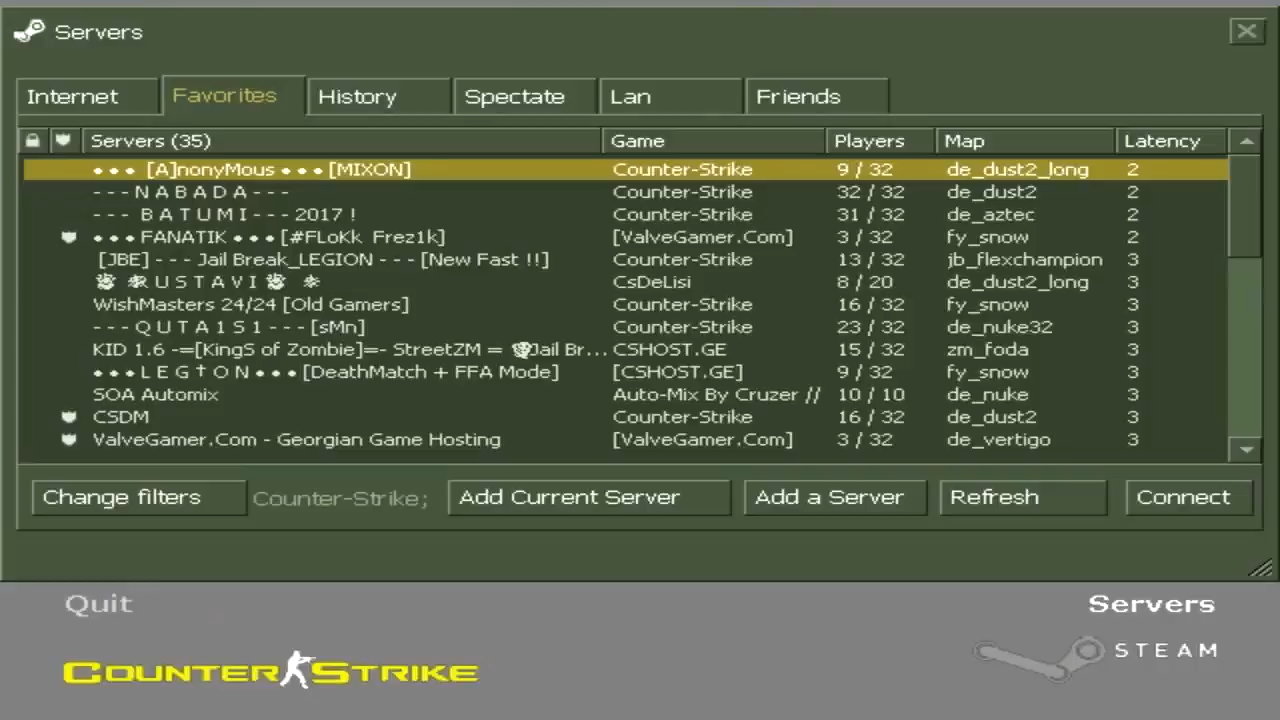 Servers
Internet Favorites History Spectate Lan Friends
Servers (35) Game Players Map Latency
••• [A]nonyMous ••• [MIXON] Counter-Strike 9 / 32 de_dust2_long 2
- - - N A B A D A - - - Counter-Strike 32 / 32 de_dust2 2
- - - B A T U M I - - - 2017 ! Counter-Strike 31 / 32 de_aztec 2
••• FANATIK ••• [#FLoKk Frez1k] [ValveGamer.Com] 3 / 32 fy_snow 2
[JBE] - - - Jail Break_LEGION - - - [New Fast !!] Counter-Strike 13 / 32 jb_flexchampion 3
R U S T A V I CsDeLisi 8 / 20 de_dust2_long 3
WishMasters 24/24 [Old Gamers] Counter-Strike 16 / 32 fy_snow 3
- - - Q U T A 1 S 1 - - - [sMn] Counter-Strike 23 / 32 de_nuke32 3
KID 1.6 -=[KingS of Zombie]=- StreetZM = Jail Br... CSHOST.GE 15 / 32 zm_foda 3
••• L E G † O N ••• [DeathMatch + FFA Mode] [CSHOST.GE] 9 / 32 fy_snow 3
SOA Automix Auto-Mix By Cruzer // 10 / 10 de_nuke 3
CSDM Counter-Strike 16 / 32 de_dust2 3
ValveGamer.Com - Georgian Game Hosting [ValveGamer.Com] 3 / 32 de_vertigo 3
Change filters Counter-Strike; Add Current Server Add a Server Refresh Connect
Quit Servers
COUNTER STRIKE STEAM